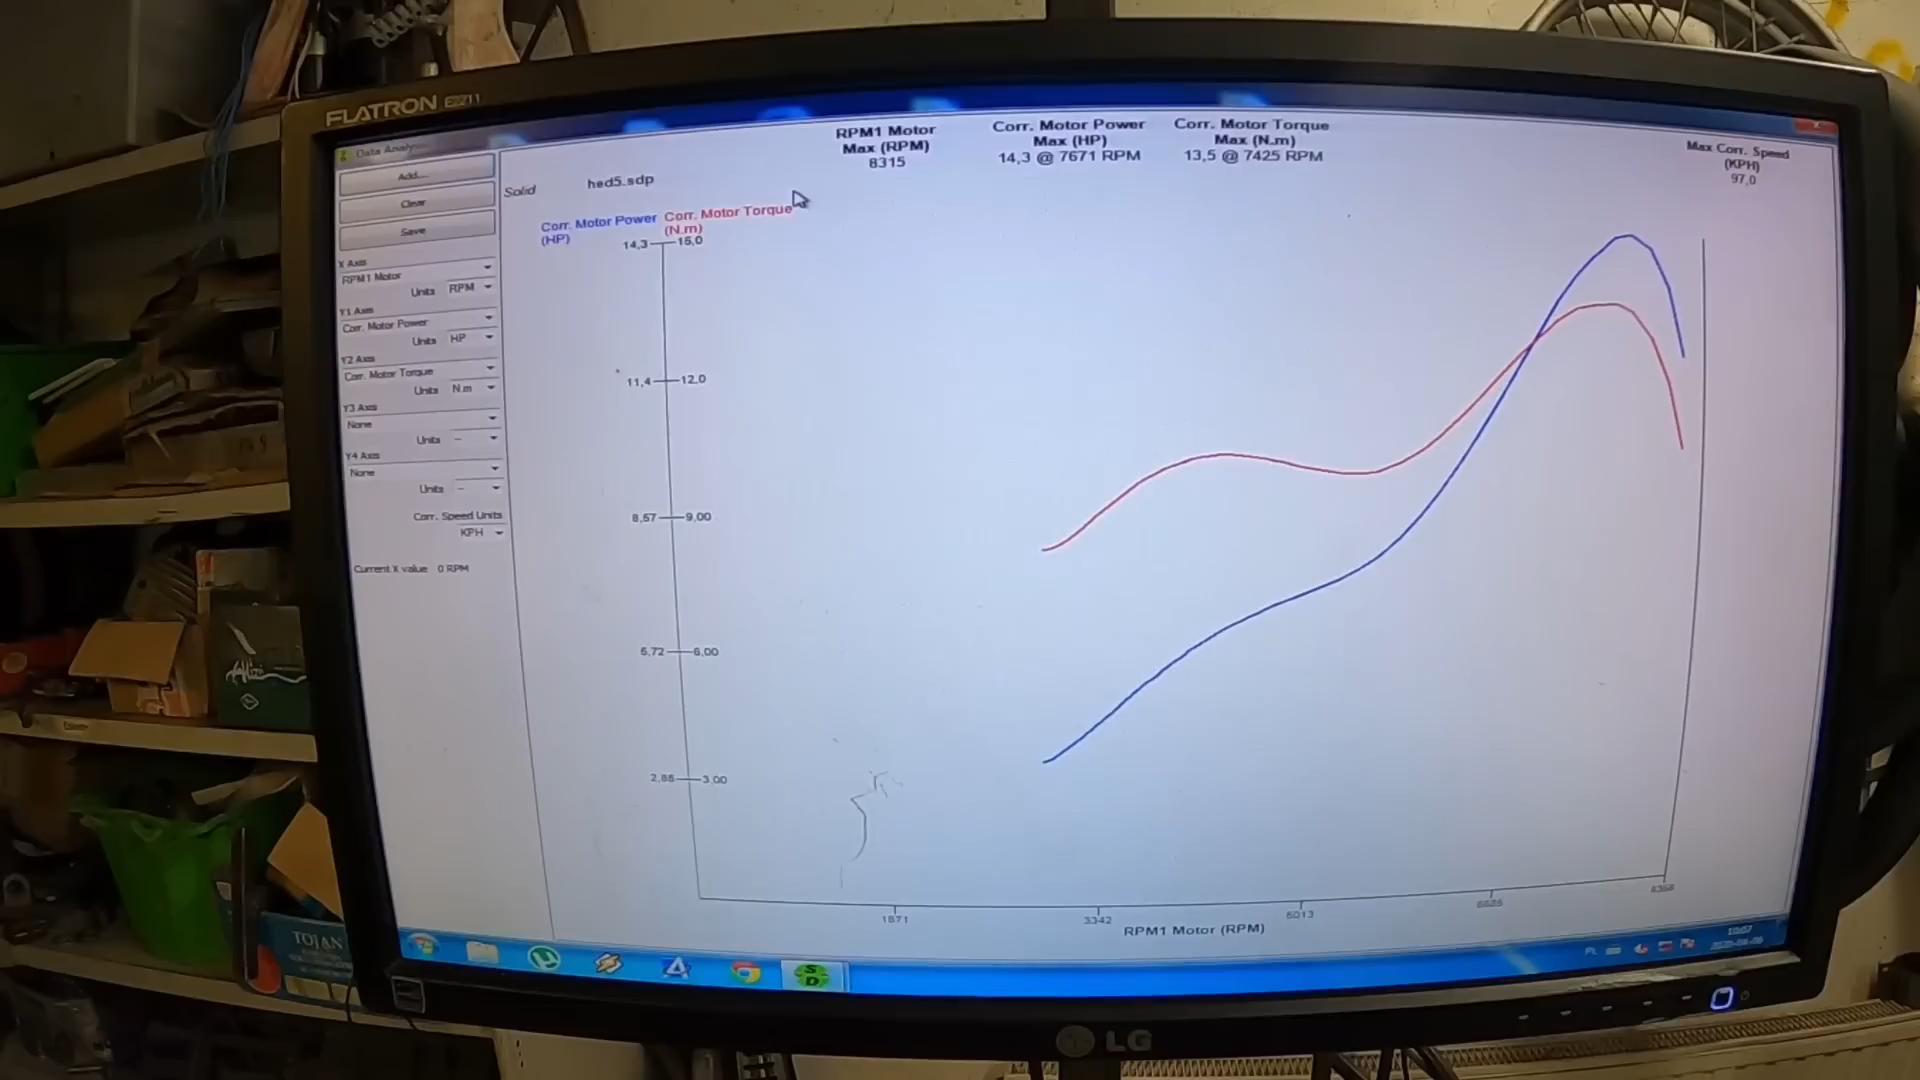 FLATRON E2211
RPM1 Motor
Max (RPM)
8315
Corr. Motor Power
Max (HP)
14,3 @ 7671 RPM
Corr. Motor Torque
Max (N.m)
13,5 @ 7425 RPM
Max Corr. Speed
(KPH)
97,0
Add...
Clear
Save
Solid
hed5.sdp
Corr. Motor Power
(HP)
Corr. Motor Torque
(N.m)
X Axis
RPM1 Motor
Units RPM
Y1 Axis
Corr. Motor Power
Units HP
Y2 Axis
Corr. Motor Torque
Units N.m
Y3 Axis
None
Units --
Y4 Axis
None
Units --
Corr. Speed Units
KPH
Current X value 0 RPM
14,3 15,0
11,4 12,0
8,57 9,00
5,72 6,00
2,86 3,00
1671
3342
5013
RPM1 Motor (RPM)
PL
TOJAN
LG